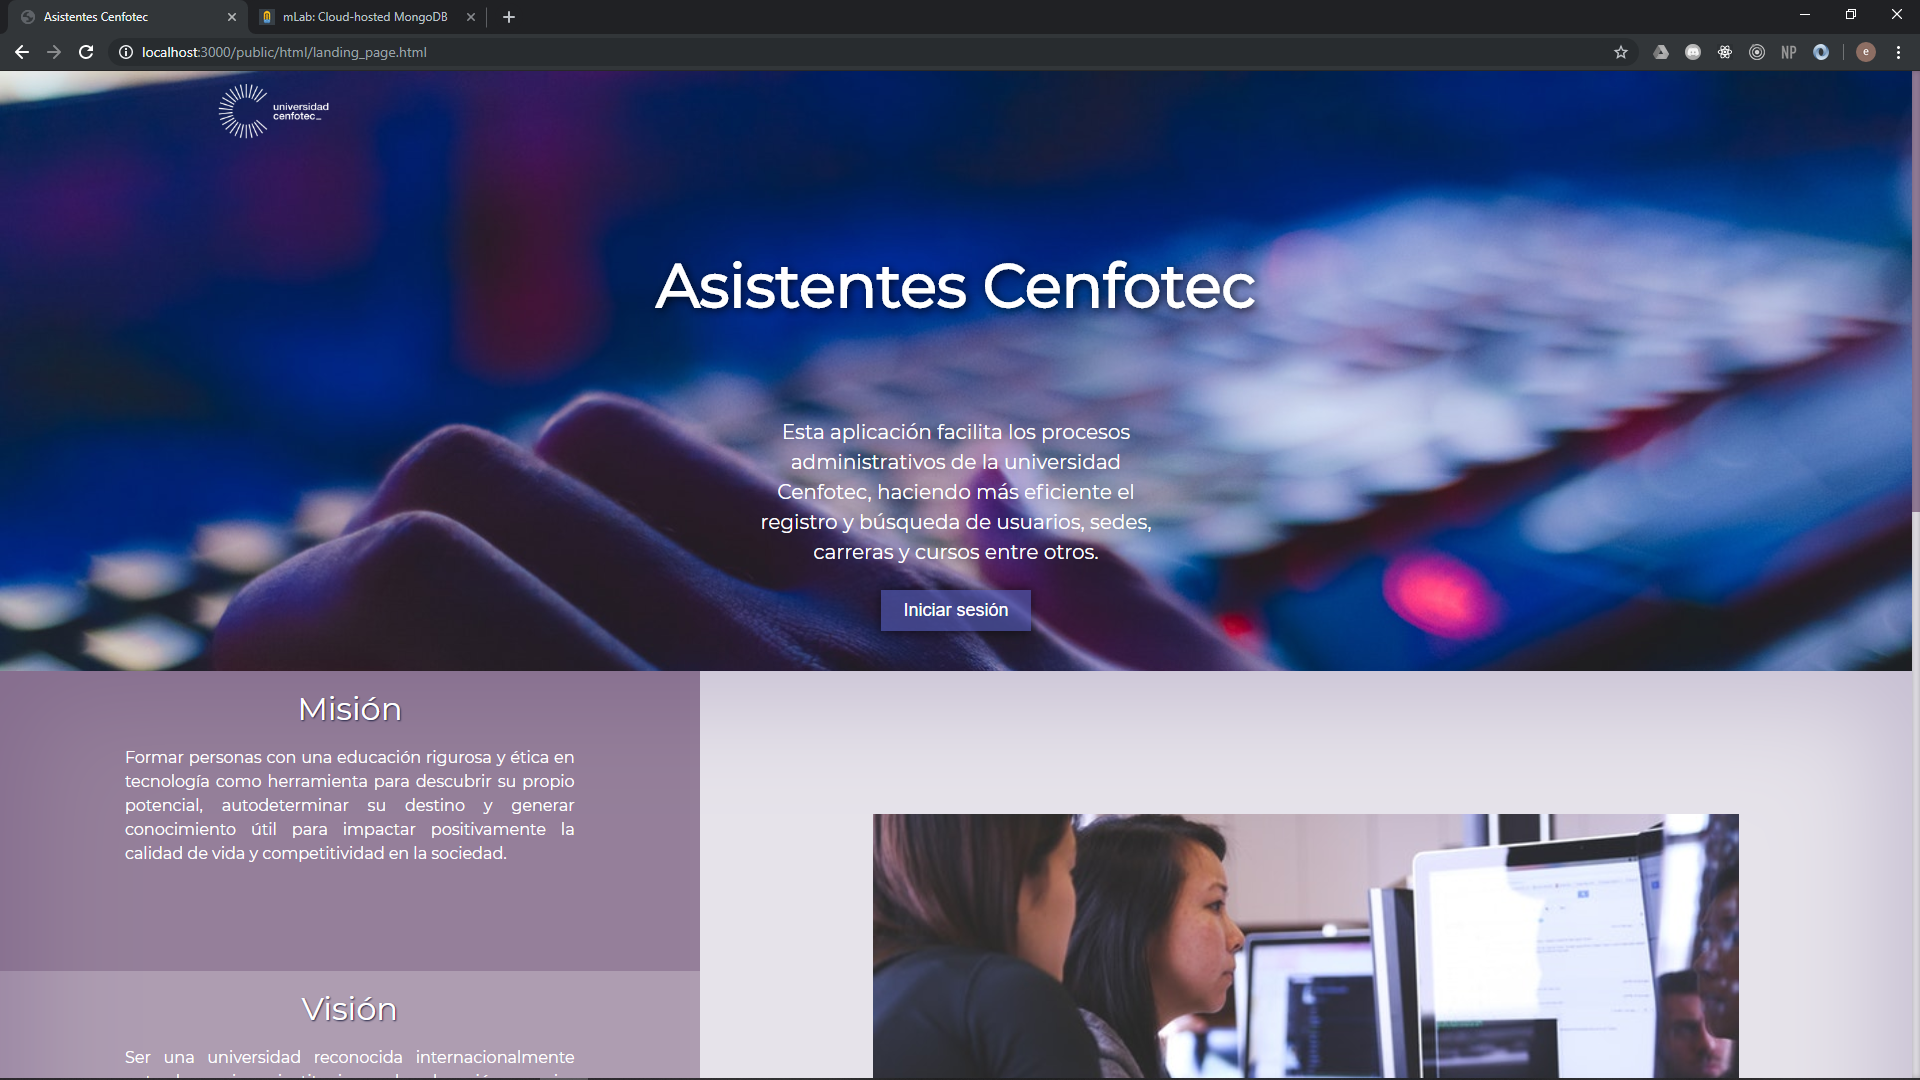 Asistentes Cenfotec
mLab: Cloud-hosted MongoDB
localhost:3000/public/html/landing_page.html
NP
e
universidad
cenfotec_
Asistentes Cenfotec
Esta aplicación facilita los procesos
administrativos de la universidad
Cenfotec, haciendo más eficiente el
registro y búsqueda de usuarios, sedes,
carreras y cursos entre otros.
Iniciar sesión
Misión
Formar personas con una educación rigurosa y ética en
tecnología como herramienta para descubrir su propio
potencial, autodeterminar su destino y generar
conocimiento útil para impactar positivamente la
calidad de vida y competitividad en la sociedad.
Visión
Ser una universidad reconocida internacionalmente